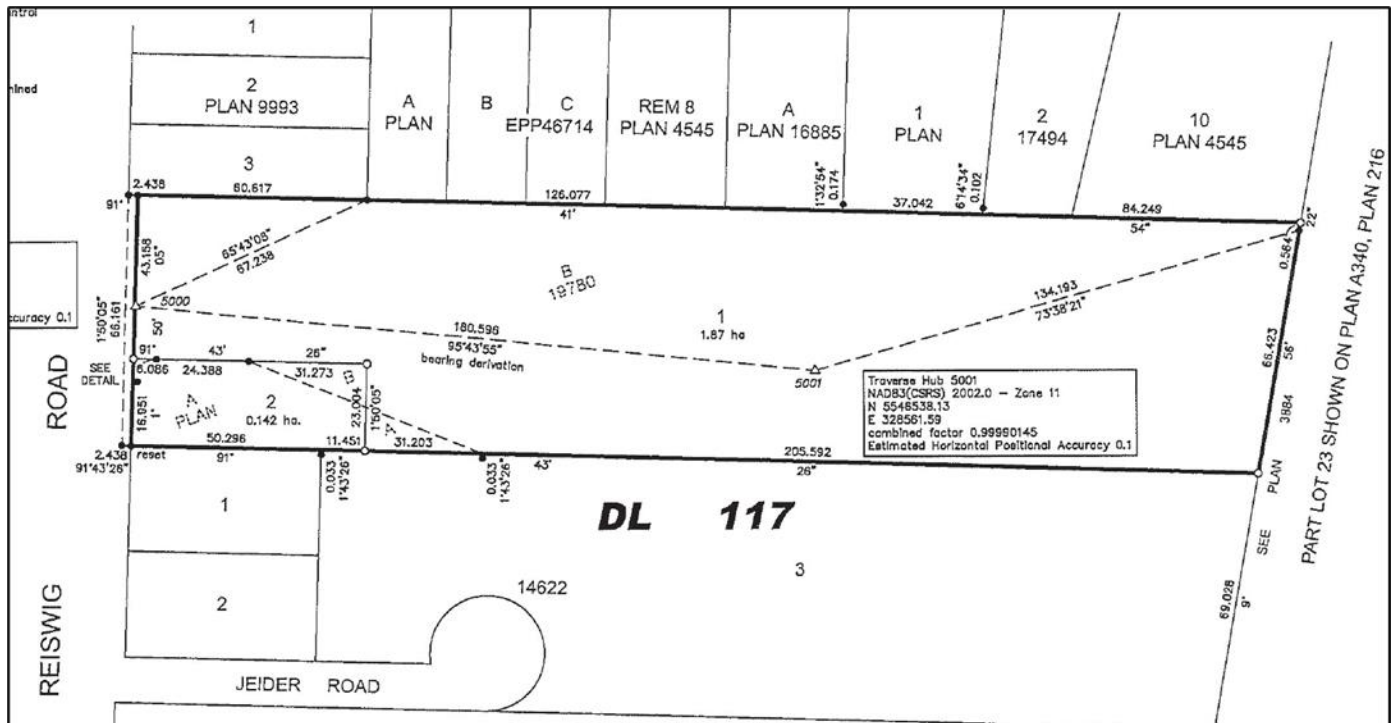 ntrol
1
nined
2
PLAN 9993
3
A
PLAN
B
C
EPP46714
REM 8
PLAN 4545
A
PLAN 16885
1
PLAN
2
17494
10
PLAN 4545
1°32'54"
0.174
6°14'34"
0.102
2.438
60.617
126.077
37.042
84.249
91°
41'
54"
22"
0.564
43.158
05"
65°43'08"
67.238
B
19780
134.193
73°38'21"
5000
1°50'05"
66.161
50'
180.596
95°43'55"
bearing derivation
1
1.87 ha
5001
ccuracy 0.1
66.423
56'
3884
PART LOT 23 SHOWN ON PLAN A340, PLAN 216
ROAD
SEE
DETAIL
91°
43'
26"
6.086
24.388
31.273
A
PLAN
2
0.142 ha.
16.951
1°
23.004
1°50'05"
Traverse Hub 5001
NAD83(CSRS) 2002.0 – Zone 11
N 5546538.13
E 328561.59
combined factor 0.99990145
Estimated Horizontal Positional Accuracy 0.1
50.296
11.451
31.203
205.592
2.438
91°43'26"
reset
91°
43'
26"
0.033
1°43'26"
0.033
1°43'26"
SEE PLAN
1
DL 117
3
2
14622
69.028
9°
REISWIG
JEIDER ROAD